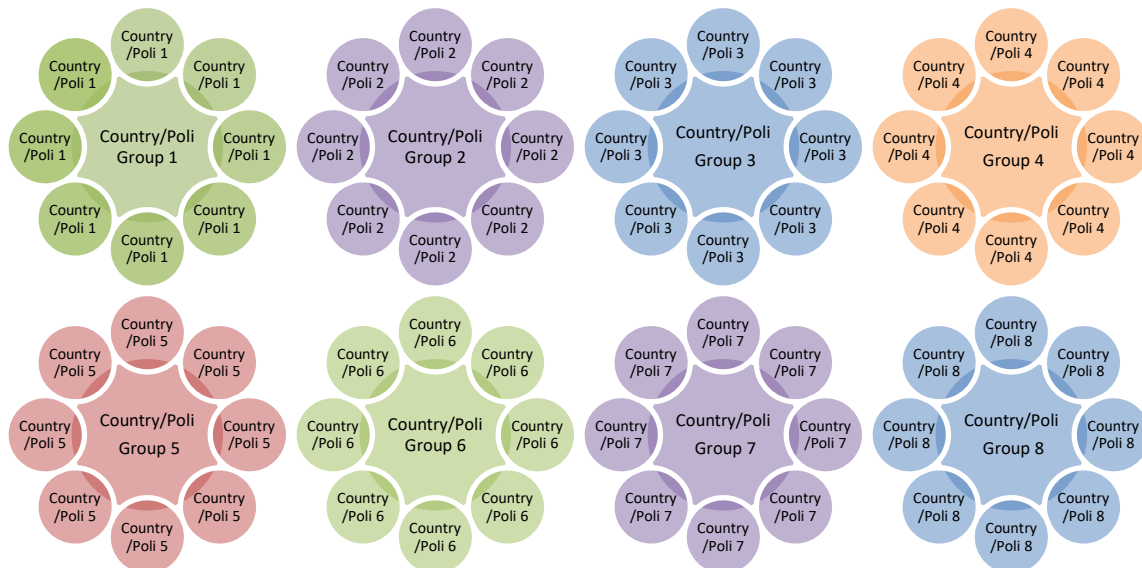 Country
/Poli 1
Country
/Poli 1
Country
/Poli 1
Country
/Poli 1
Country/Poli
Group 1
Country
/Poli 1
Country
/Poli 1
Country
/Poli 1
Country
/Poli 1
Country
/Poli 2
Country
/Poli 2
Country
/Poli 2
Country
/Poli 2
Country/Poli
Group 2
Country
/Poli 2
Country
/Poli 2
Country
/Poli 2
Country
/Poli 2
Country
/Poli 3
Country
/Poli 3
Country
/Poli 3
Country
/Poli 3
Country/Poli
Group 3
Country
/Poli 3
Country
/Poli 3
Country
/Poli 3
Country
/Poli 3
Country
/Poli 4
Country
/Poli 4
Country
/Poli 4
Country
/Poli 4
Country/Poli
Group 4
Country
/Poli 4
Country
/Poli 4
Country
/Poli 4
Country
/Poli 4
Country
/Poli 5
Country
/Poli 5
Country
/Poli 5
Country
/Poli 5
Country/Poli
Group 5
Country
/Poli 5
Country
/Poli 5
Country
/Poli 5
Country
/Poli 5
Country
/Poli 6
Country
/Poli 6
Country
/Poli 6
Country
/Poli 6
Country/Poli
Group 6
Country
/Poli 6
Country
/Poli 6
Country
/Poli 6
Country
/Poli 6
Country
/Poli 7
Country
/Poli 7
Country
/Poli 7
Country
/Poli 7
Country/Poli
Group 7
Country
/Poli 7
Country
/Poli 7
Country
/Poli 7
Country
/Poli 7
Country
/Poli 8
Country
/Poli 8
Country
/Poli 8
Country
/Poli 8
Country/Poli
Group 8
Country
/Poli 8
Country
/Poli 8
Country
/Poli 8
Country
/Poli 8